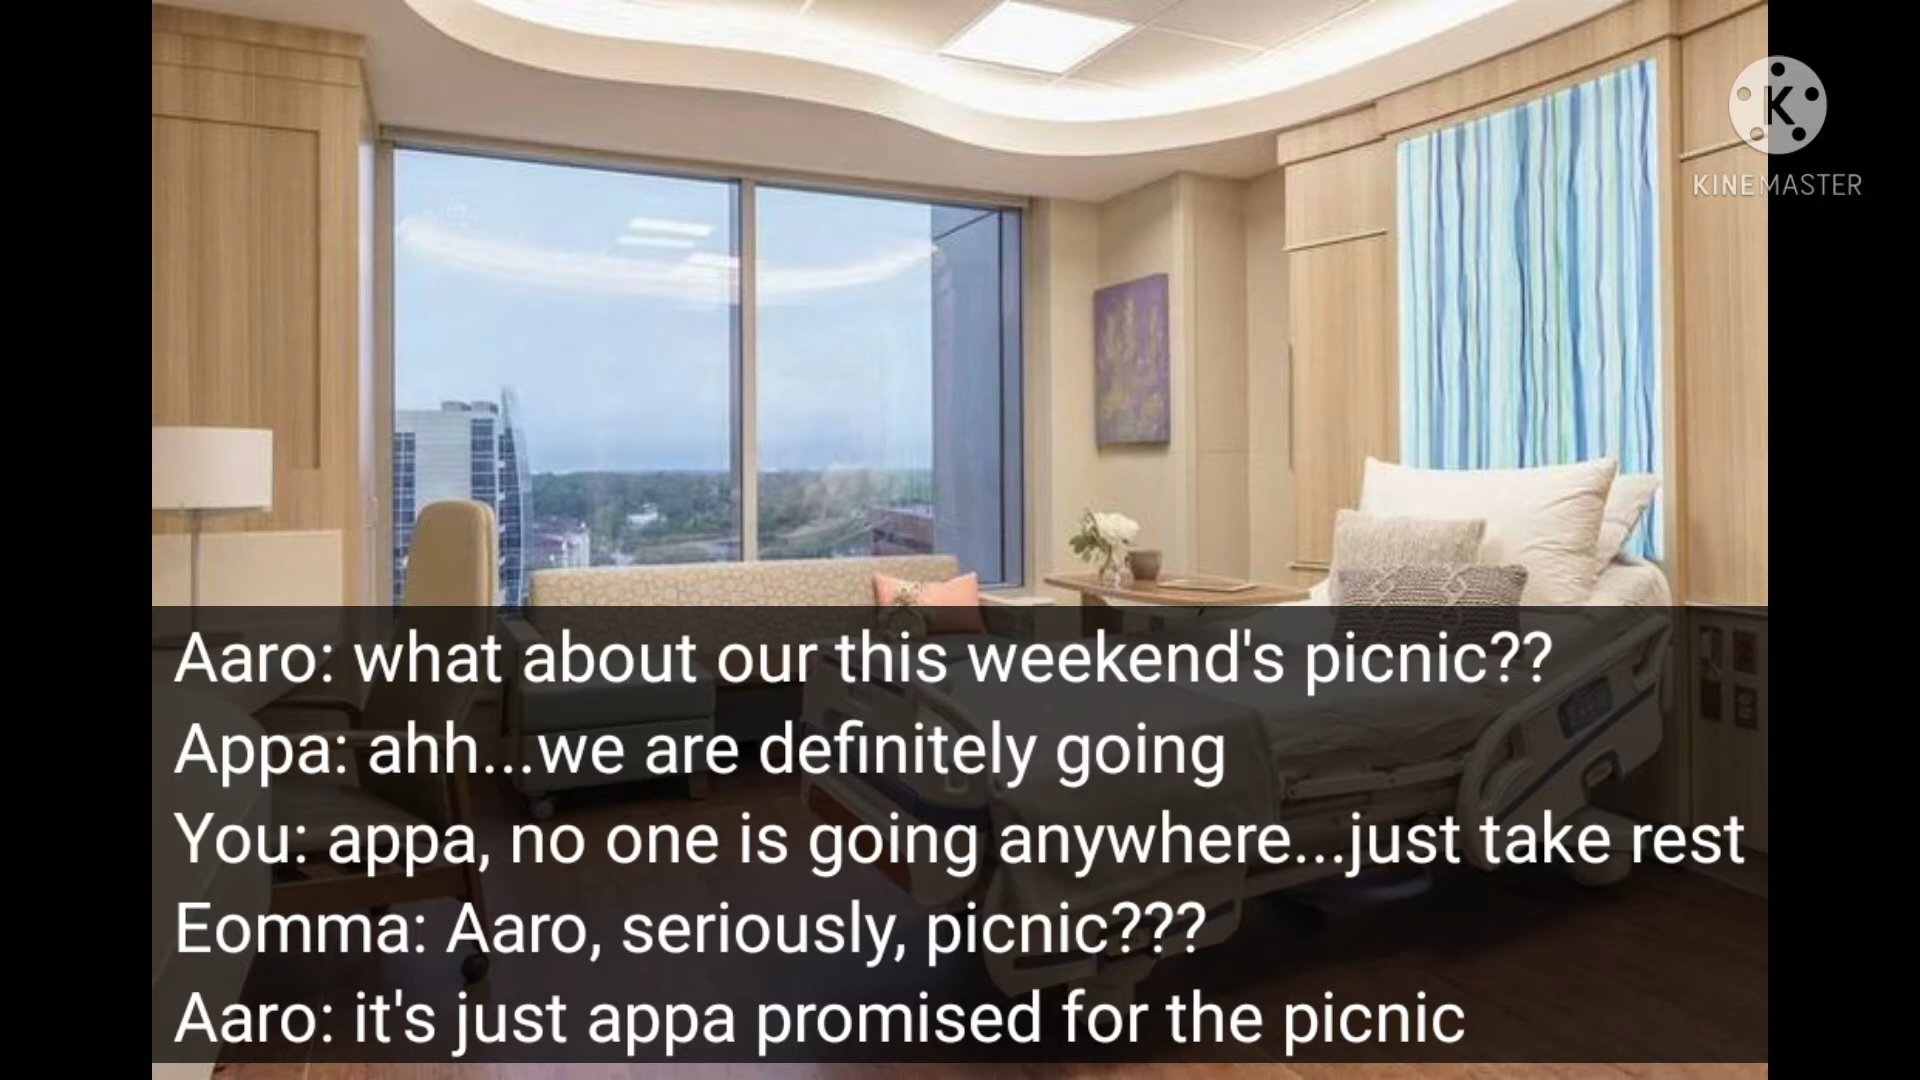 K
KINEMASTER
Aaro: what about our this weekend's picnic??
Appa: ahh...we are definitely going
You: appa, no one is going anywhere...just take rest
Eomma: Aaro, seriously, picnic???
Aaro: it's just appa promised for the picnic